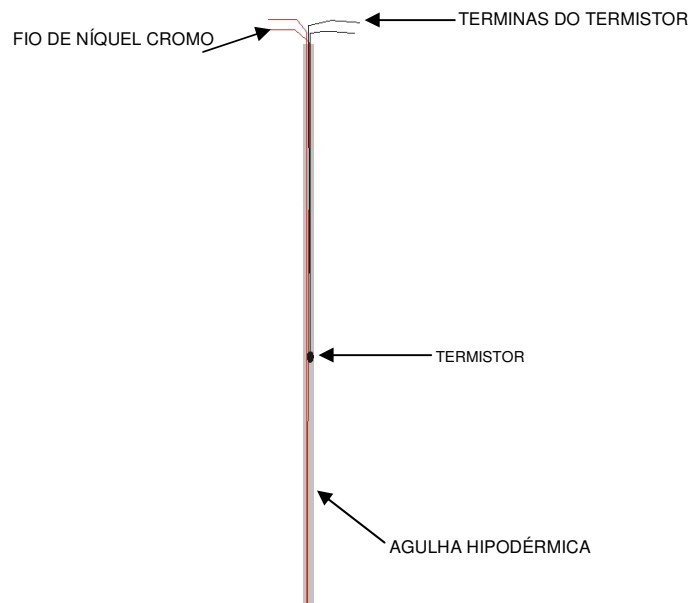 TERMINAS DO TERMISTOR
FIO DE NÍQUEL CROMO
TERMISTOR
AGULHA HIPODÉRMICA